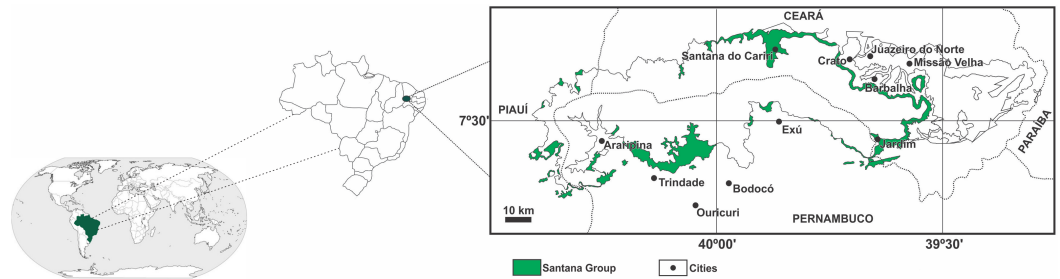 CEARÁ
Juazeiro do Norte
Santana do Cariri
Crato
Missão Velha
Barbalha
PIAUÍ
7º30'
Exú
PARAÍBA
Araripina
Jardim
Trindade
Bodocó
Ouricuri
10 km
PERNAMBUCO
40º00'
39º30'
Santana Group
Cities